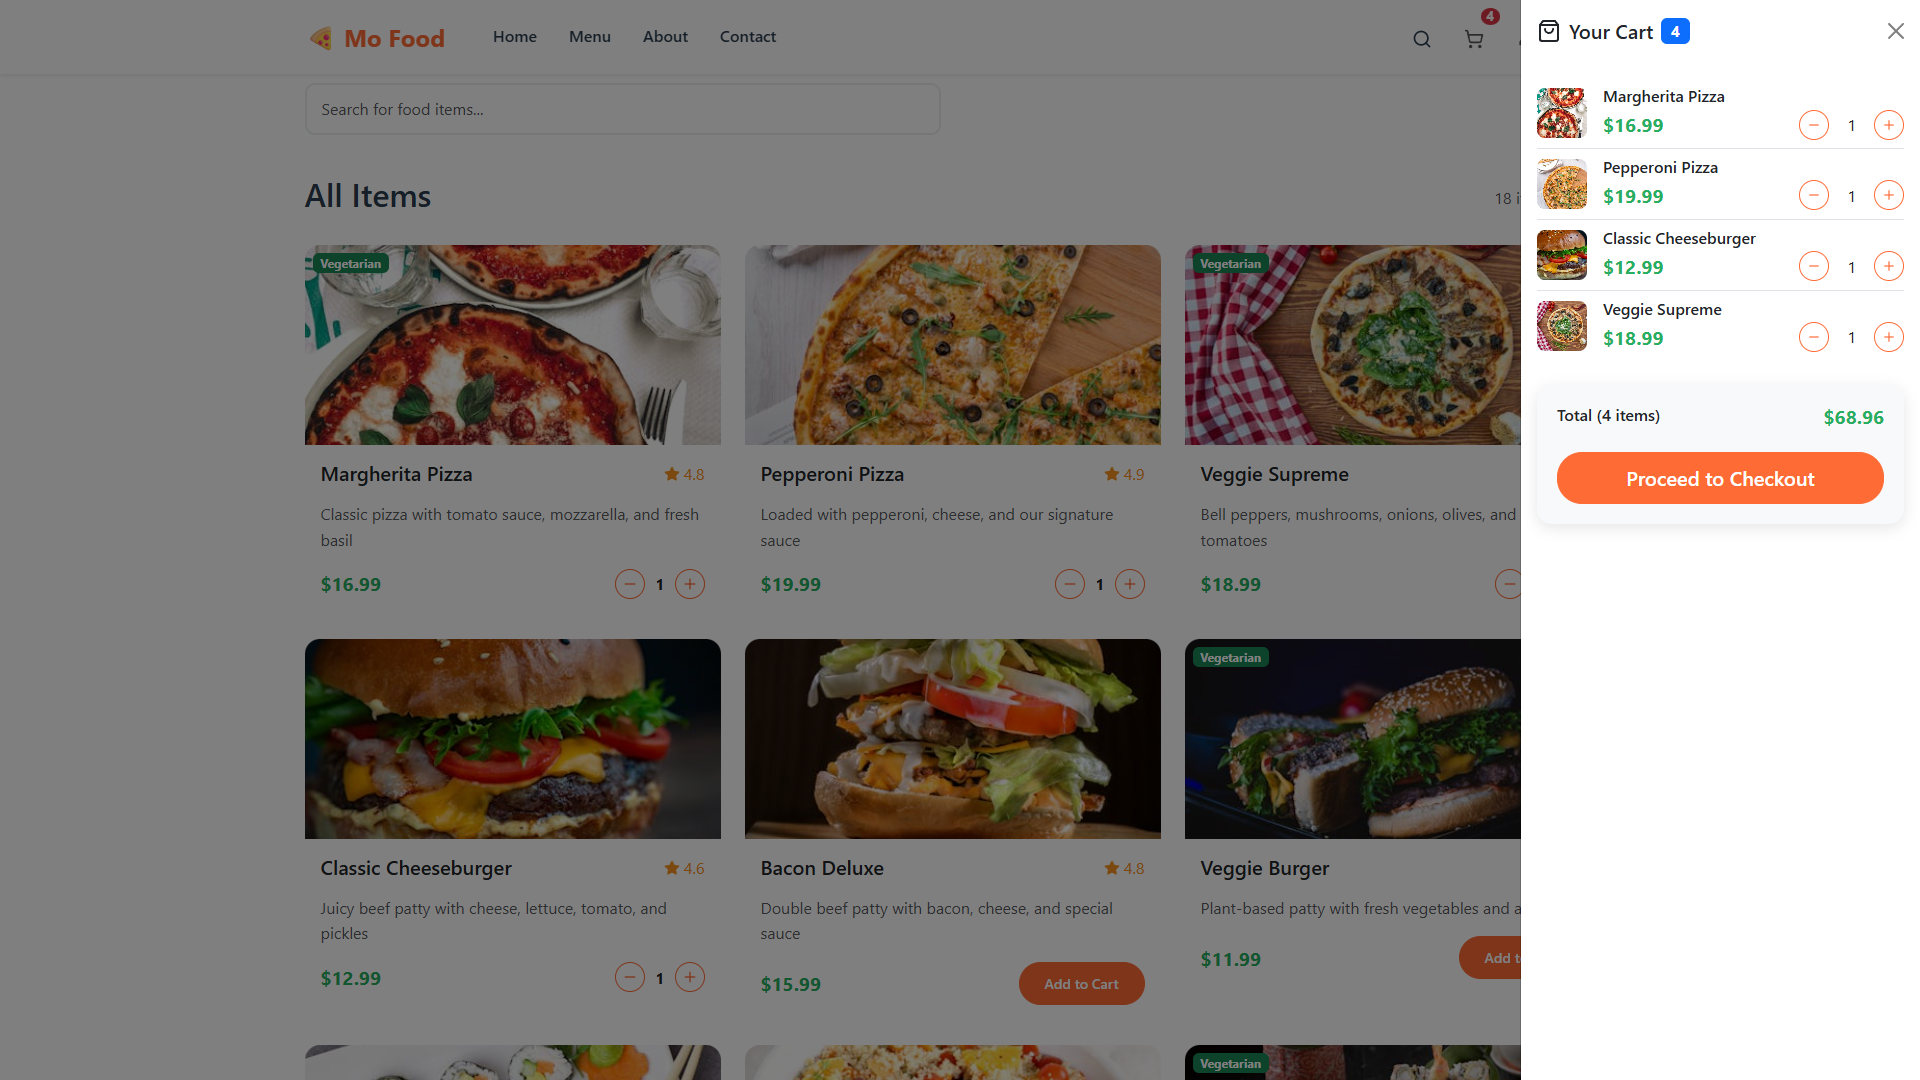 Mo Food
Home
Menu
About
Contact
4
Search for food items...
All Items
18
Vegetarian
Vegetarian
Margherita Pizza
4.8
Classic pizza with tomato sauce, mozzarella, and fresh
basil
$16.99
1
Pepperoni Pizza
4.9
Loaded with pepperoni, cheese, and our signature
sauce
$19.99
1
Veggie Supreme
Bell peppers, mushrooms, onions, olives, and
tomatoes
$18.99
Classic Cheeseburger
4.6
Juicy beef patty with cheese, lettuce, tomato, and
pickles
$12.99
1
Bacon Deluxe
4.8
Double beef patty with bacon, cheese, and special
sauce
$15.99
Add to Cart
Vegetarian
Veggie Burger
Plant-based patty with fresh vegetables and
$11.99
Add
Vegetarian
Your Cart 4
Margherita Pizza
$16.99
1
Pepperoni Pizza
$19.99
1
Classic Cheeseburger
$12.99
1
Veggie Supreme
$18.99
1
Total (4 items)
$68.96
Proceed to Checkout